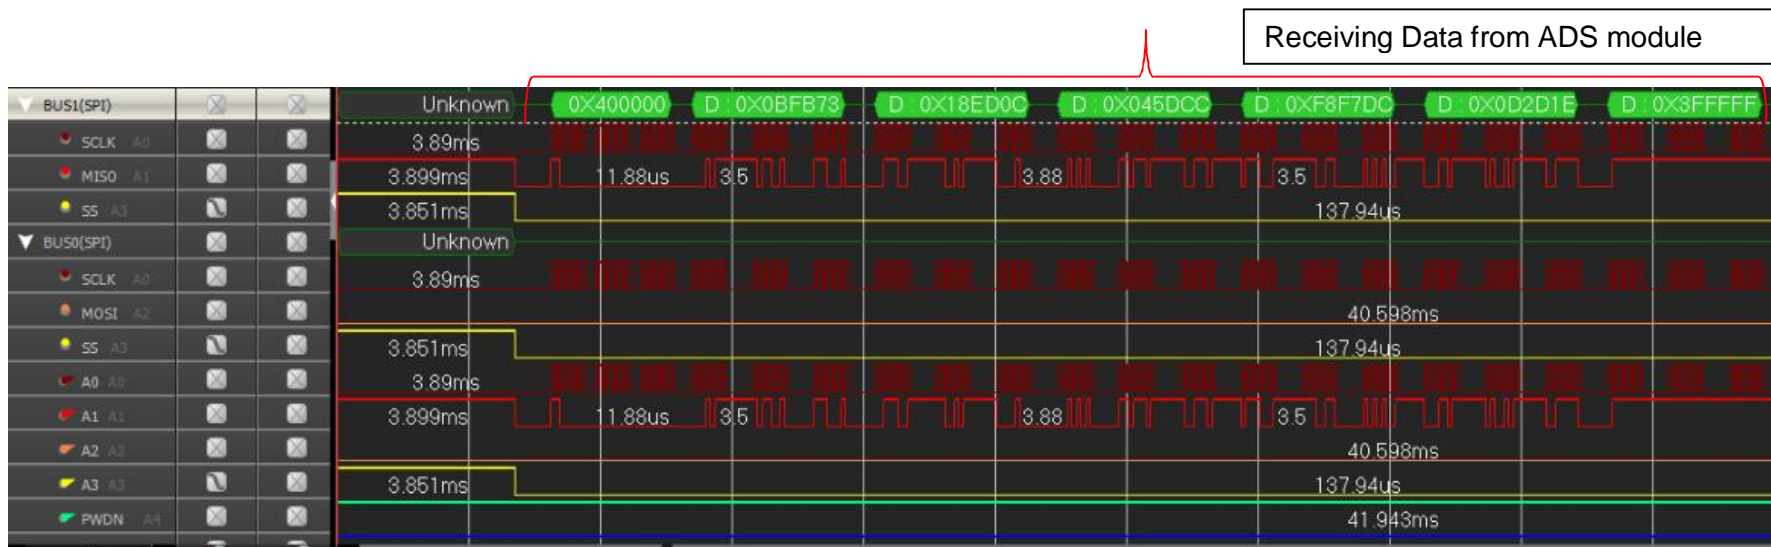 Receiving Data from ADS module
BUS1(SPI) Unknown 0X400000 D : 0X0BFB73 D : 0X18ED0C D : 0X045DCC D : 0XF8F7DC D : 0X0D2D1E D : 0X3FFFFF
SCLK A0 3.89ms
MISO A1 3.899ms 11.88us 3.5 3.88 3.5
SS A3 3.851ms 137.94us
BUS0(SPI) Unknown
SCLK A0 3.89ms
MOSI A2 40.598ms
SS A3 3.851ms 137.94us
A0 A0 3.89ms
A1 A1 3.899ms 11.88us 3.5 3.88 3.5
A2 A2 40.598ms
A3 A3 3.851ms 137.94us
PWDN A4 41.943ms